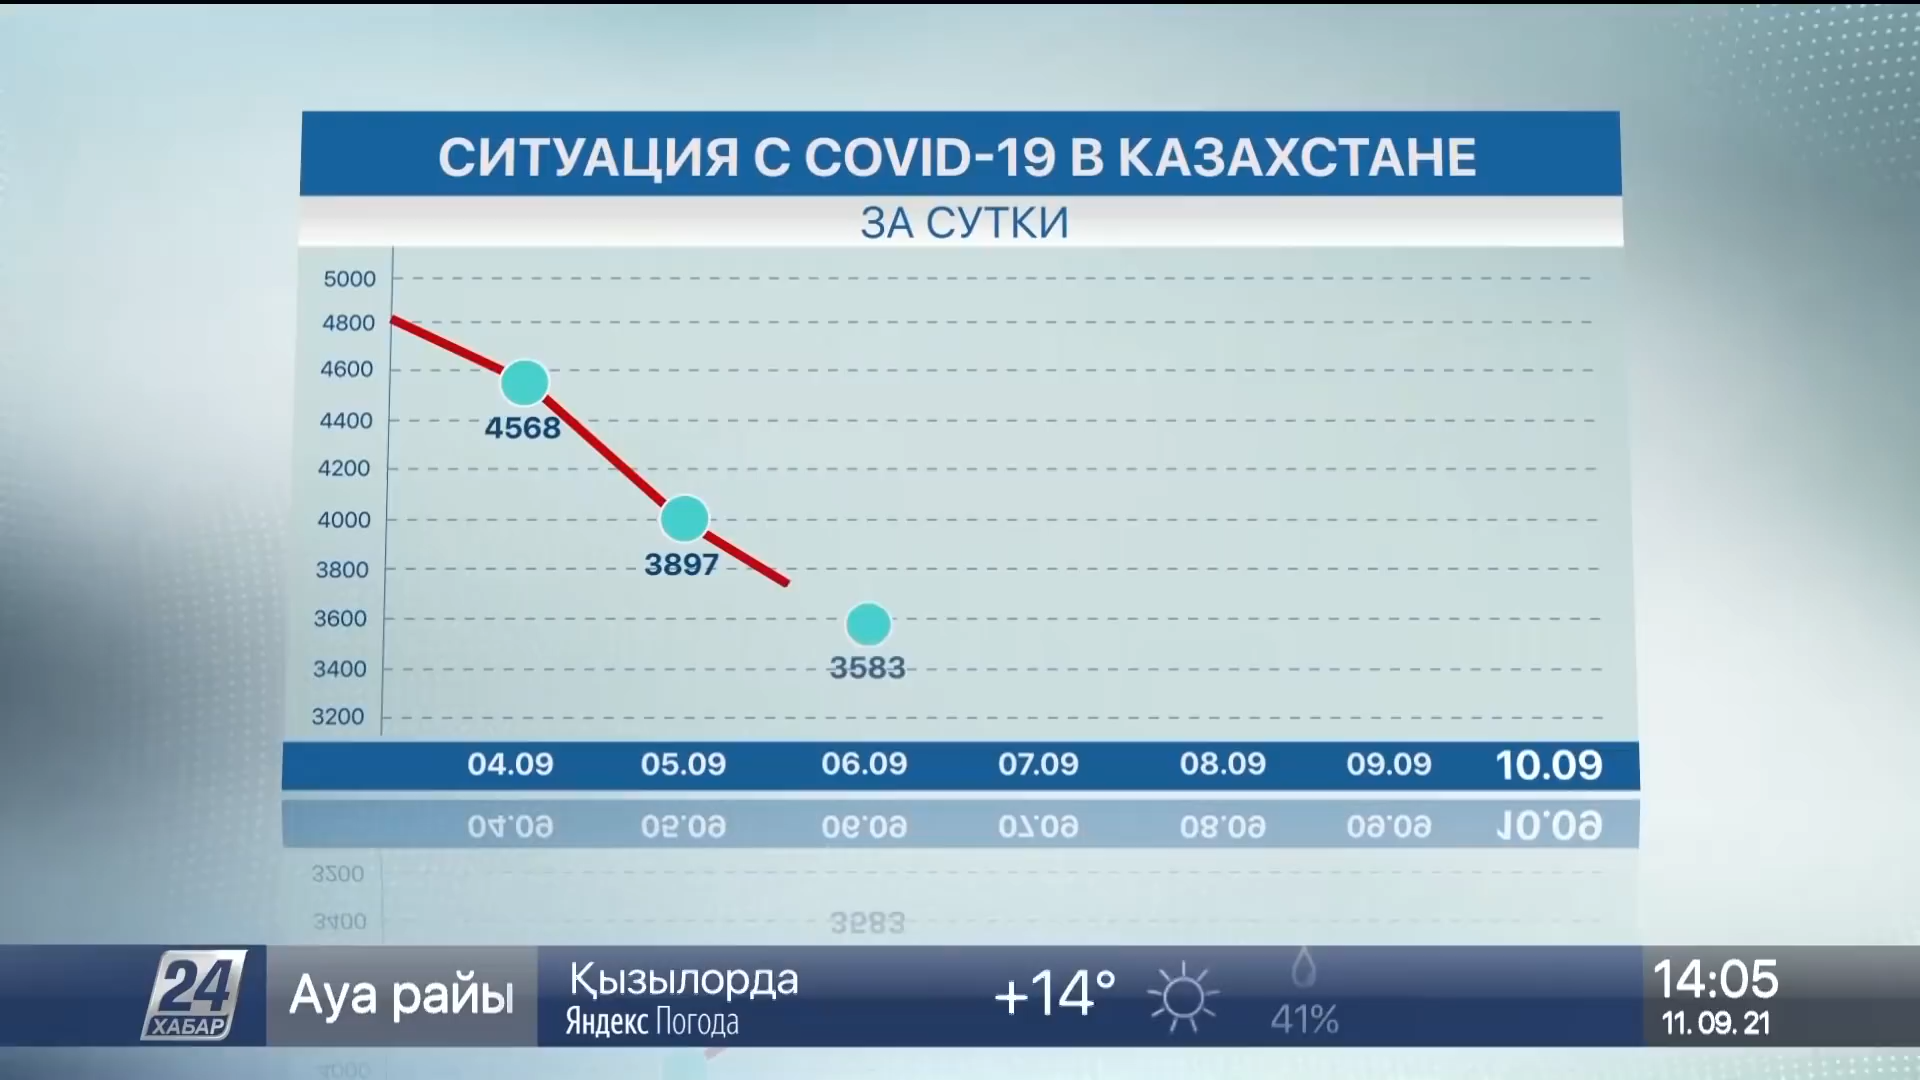 СИТУАЦИЯ С COVID-19 В КАЗАХСТАНЕ
ЗА СУТКИ
5000
4800
4600
4400
4200
4000
3800
3600
3400
3200
4568
3897
3583
04.09 05.09 06.09 07.09 08.09 09.09 10.09
24
ХАБАР
Ауа райы
Қызылорда
Яндекс Погода
+14°
41%
14:05
11. 09. 21